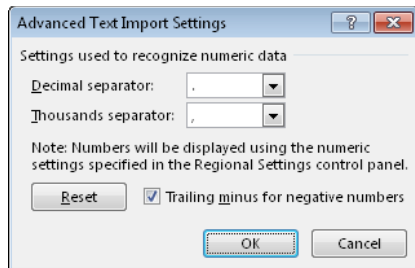 Advanced Text Import Settings
Settings used to recognize numeric data
Decimal separator: .
Thousands separator: ,
Note: Numbers will be displayed using the numeric
settings specified in the Regional Settings control panel.
Reset Trailing minus for negative numbers
OK Cancel